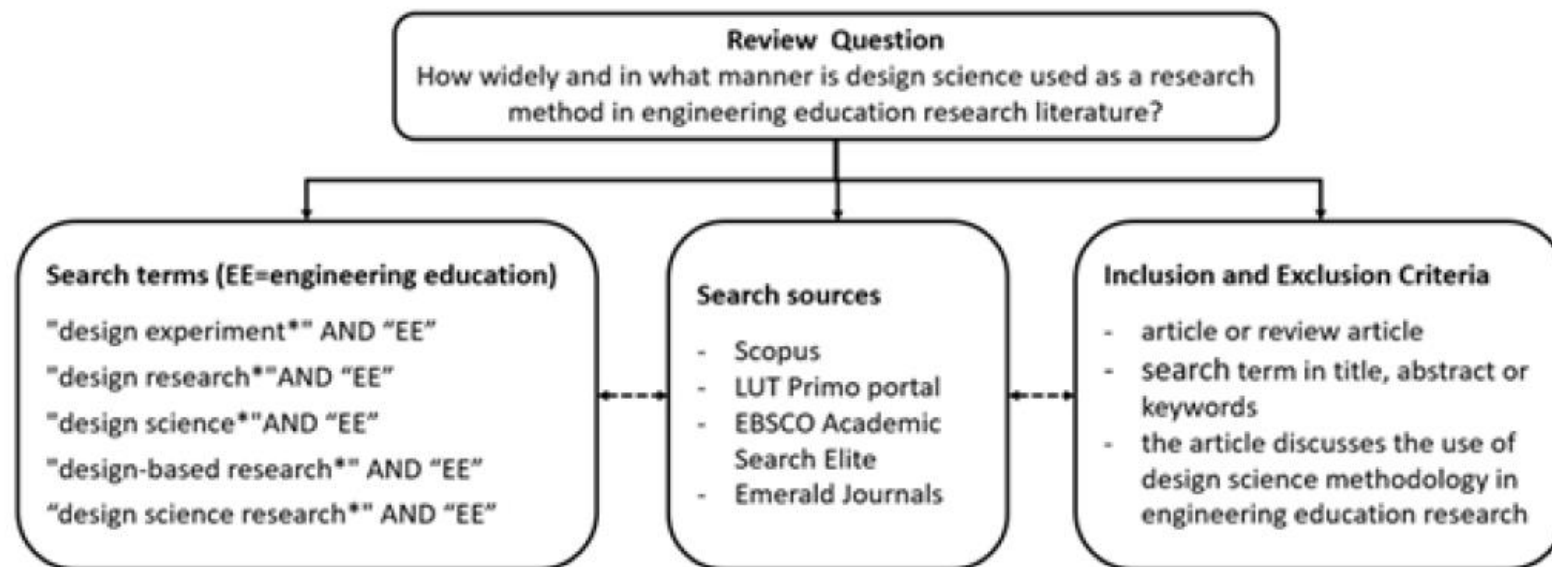 Review Question
How widely and in what manner is design science used as a research
method in engineering education research literature?
Search terms (EE=engineering education)
"design experiment*" AND “EE”
"design research*"AND “EE”
"design science*"AND “EE”
"design-based research*" AND “EE”
“design science research*" AND “EE”
Search sources
- Scopus
- LUT Primo portal
- EBSCO Academic
Search Elite
- Emerald Journals
Inclusion and Exclusion Criteria
- article or review article
- search term in title, abstract or
keywords
- the article discusses the use of
design science methodology in
engineering education research